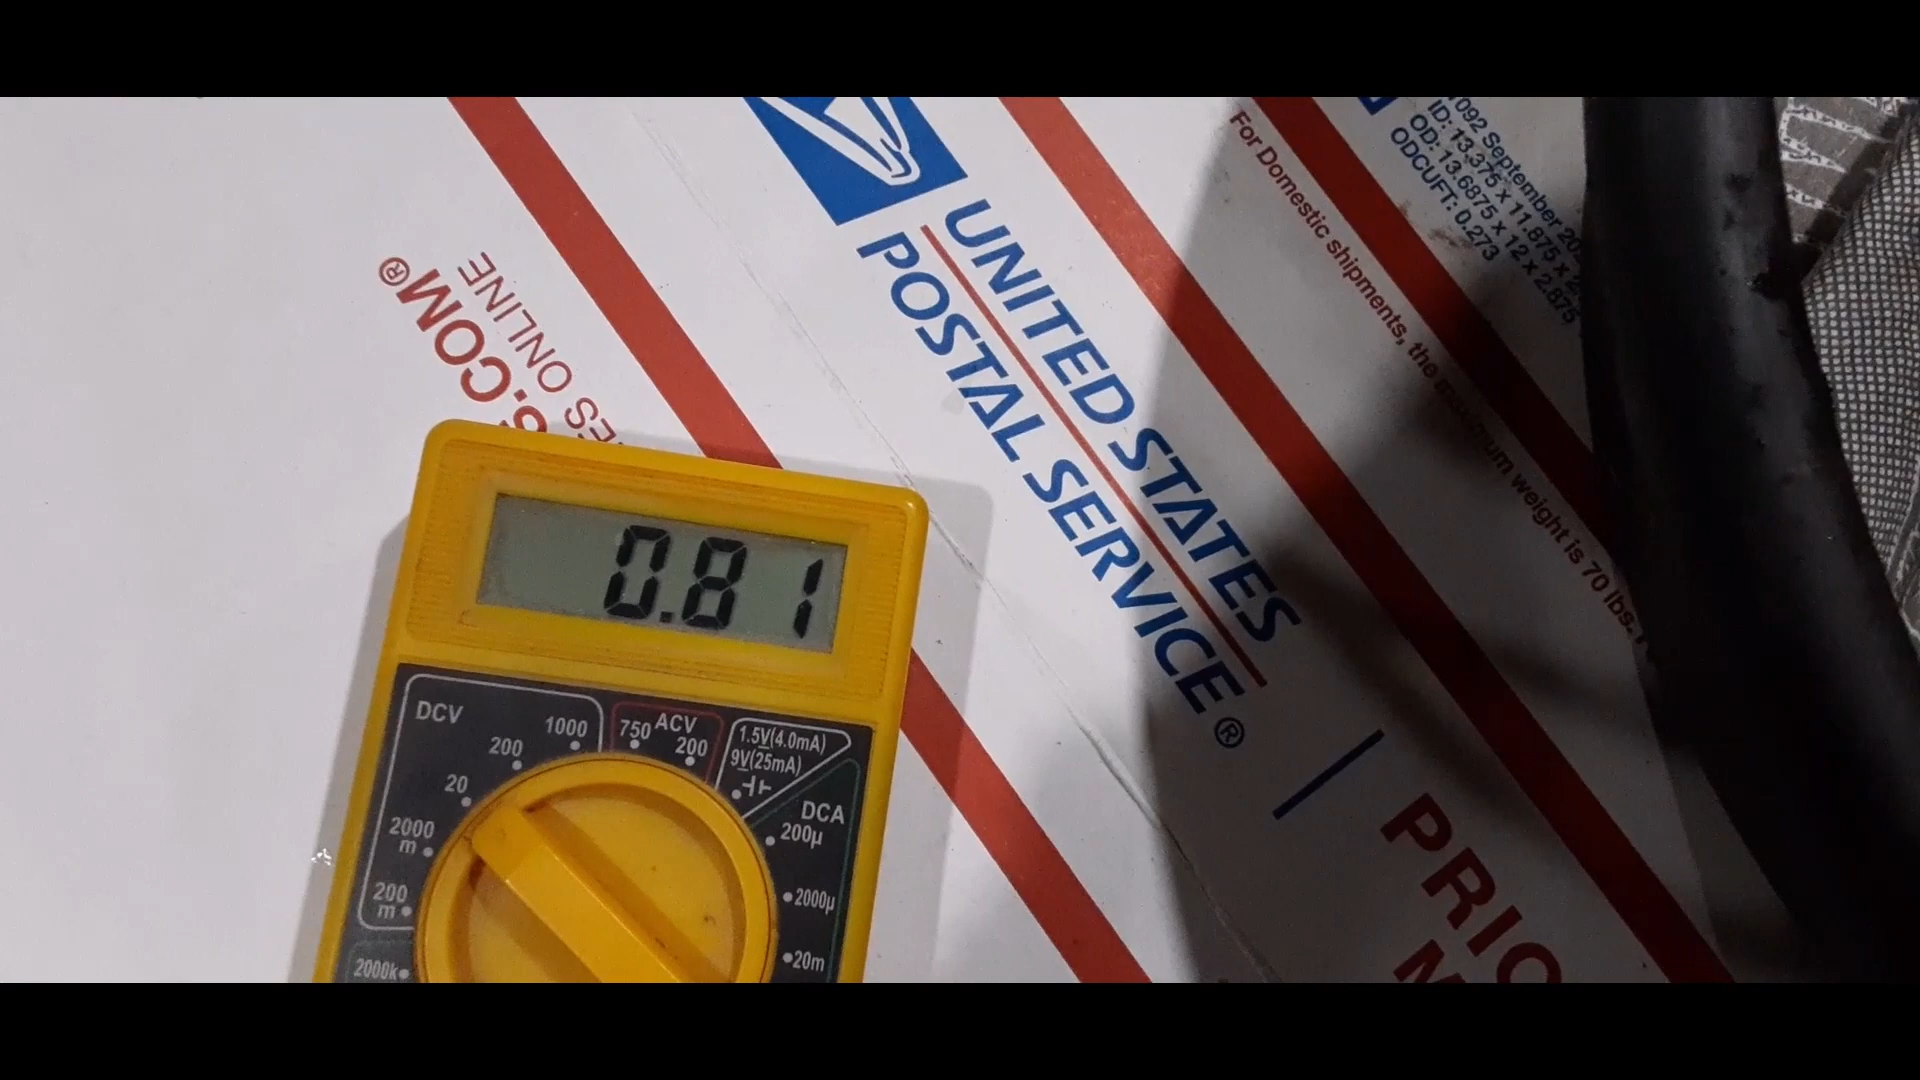 UNITED STATES
POSTAL SERVICE®
For Domestic shipments, the maximum weight is 70 lbs.
ID: 13.375 x 11.875 x
OD: 13.6875 x 12 x 2.875
ODCUFT: 0.273
.COM®
ONLINE
0.81
DCV
1000
200
20
2000
m
200
m
2000k
750
ACV
200
1.5V(4.0mA)
9V(25mA)
DCA
200µ
2000µ
20m